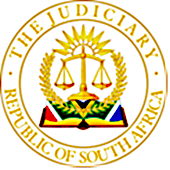 · THE JUDICIARY ·
REPUBLIC OF SOUTH AFRICA